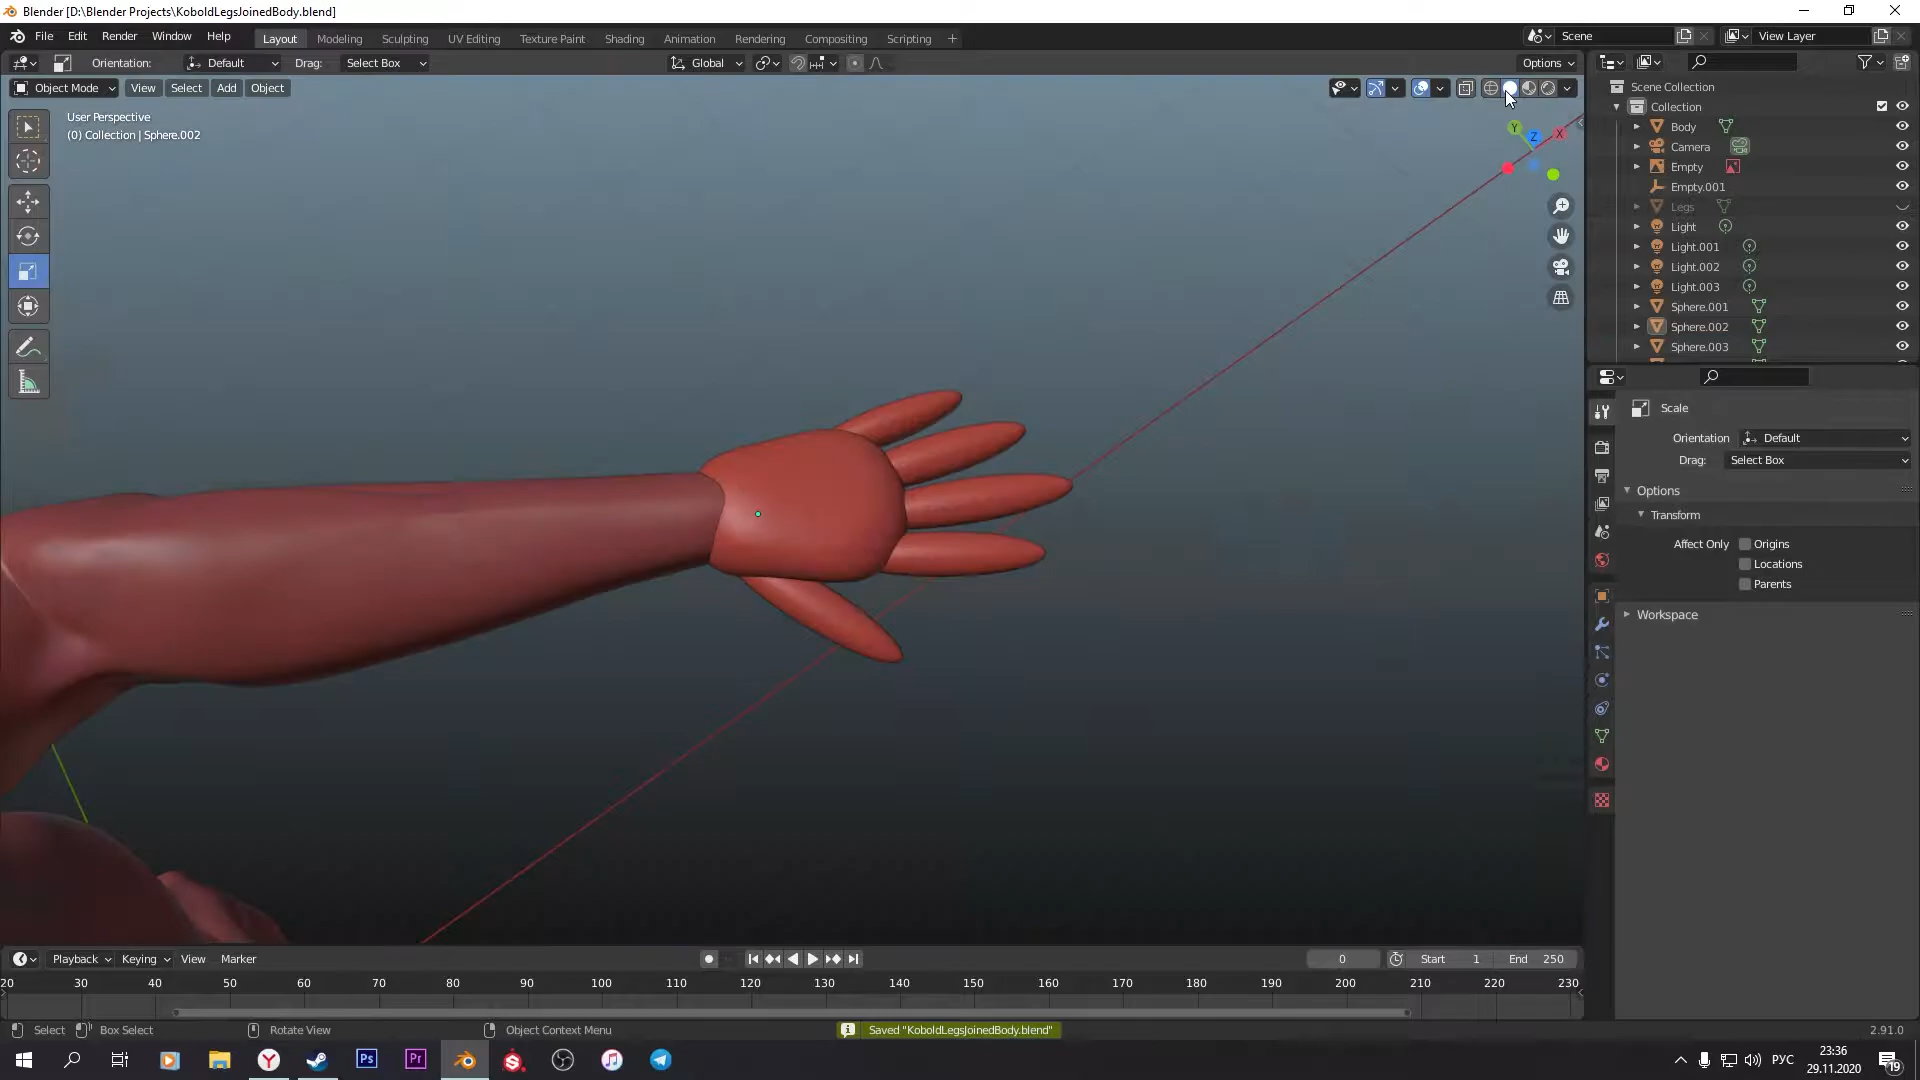 Blender [D:\Blender Projects\KoboldLegsJoinedBody.blend]
File Edit Render Window Help Layout Modeling Sculpting UV Editing Texture Paint Shading Animation Rendering Compositing Scripting + Scene View Layer
Orientation: Default Drag: Select Box Global Options
Object Mode View Select Add Object
User Perspective
(0) Collection | Sphere.002
Y Z X
Scene Collection
Collection
Body
Camera
Empty
Empty.001
Legs
Light
Light.001
Light.002
Light.003
Sphere.001
Sphere.002
Sphere.003
Scale
Orientation Default
Drag: Select Box
Options
Transform
Affect Only Origins
Locations
Parents
Workspace
Playback Keying View Marker 0 Start 1 End 250
20 30 40 50 60 70 80 90 100 110 120 130 140 150 160 170 180 190 200 210 220 230
Select Box Select Rotate View Object Context Menu Saved "KoboldLegsJoinedBody.blend" 2.91.0
Y Ps Pr S РУС 23:36
29.11.2020 19